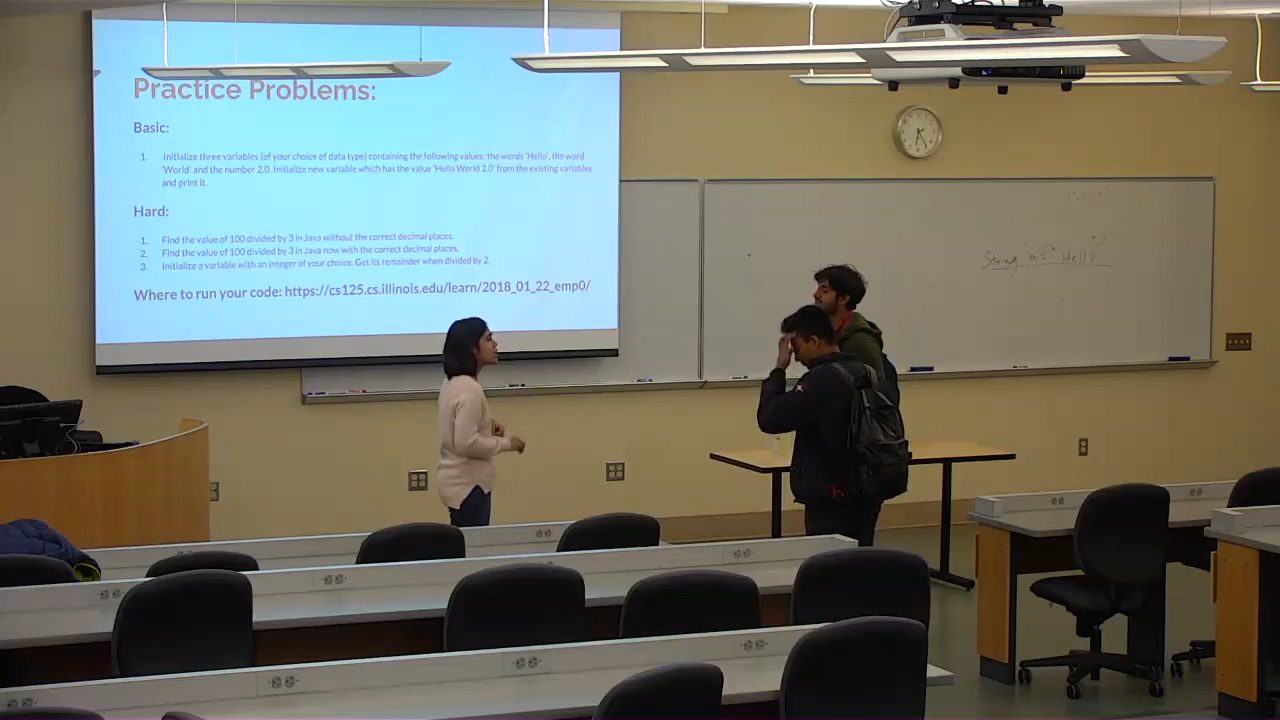 Practice Problems:
Basic:
1. Initialize three variables (of your choice of data type) containing the following values: the words 'Hello', the word
'World' and the number 2.0. Initialize new variable which has the value 'Hello World 2.0' from the existing variables
and print it.
Hard:
1. Find the value of 100 divided by 3 in Java without the correct decimal places.
2. Find the value of 100 divided by 3 in Java now with the correct decimal places.
3. Initialize a variable with an integer of your choice. Get its remainder when divided by 2.
Where to run your code: https://cs125.cs.illinois.edu/learn/2018_01_22_emp0/
String a = "Hello"